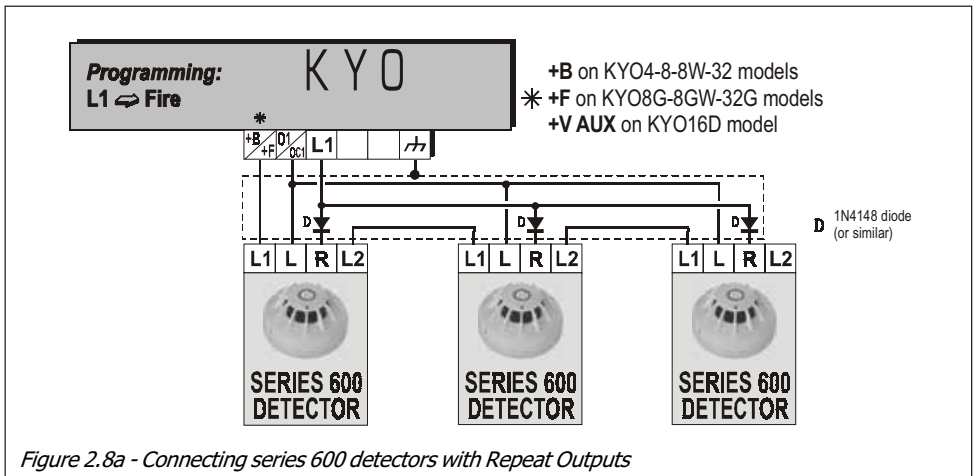 KYO
Programming:
L1 ⇨ Fire
+B on KYO4-8-8W-32 models
✳ +F on KYO8G-8GW-32G models
+V AUX on KYO16D model
✳
+B/+F O1/OC1 L1
D D D
D 1N4148 diode
(or similar)
L1 L R L2 L1 L R L2 L1 L R L2
SERIES 600
DETECTOR
SERIES 600
DETECTOR
SERIES 600
DETECTOR
Figure 2.8a - Connecting series 600 detectors with Repeat Outputs